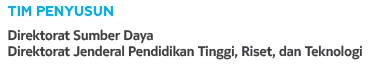 TIM PENYUSUN
Direktorat Sumber Daya
Direktorat Jenderal Pendidikan Tinggi, Riset, dan Teknologi